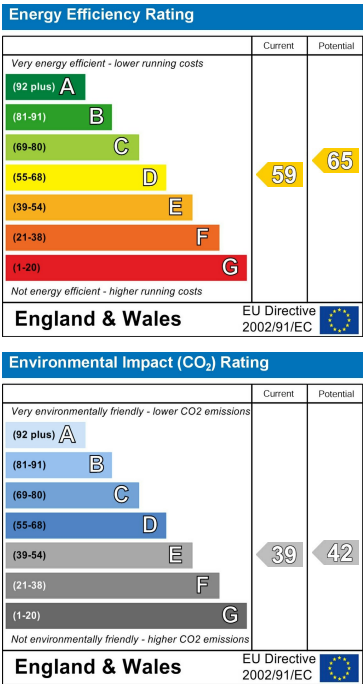 Energy Efficiency Rating
Current Potential
Very energy efficient - lower running costs
(92 plus) A
(81-91) B
(69-80) C
(55-68) D
(39-54) E
(21-38) F
(1-20) G
59
65
Not energy efficient - higher running costs
England & Wales
EU Directive
2002/91/EC
Environmental Impact (CO₂) Rating
Current Potential
Very environmentally friendly - lower CO2 emissions
(92 plus) A
(81-91) B
(69-80) C
(55-68) D
(39-54) E
(21-38) F
(1-20) G
39
42
Not environmentally friendly - higher CO2 emissions
England & Wales
EU Directive
2002/91/EC